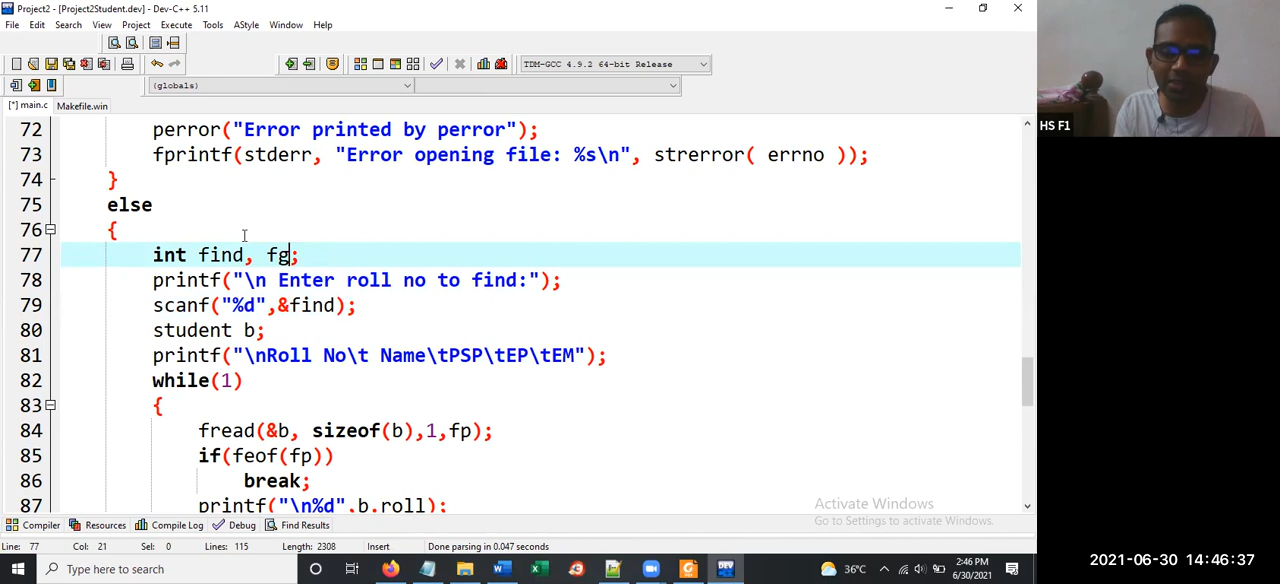 Project2 - [Project2Student.dev] - Dev-C++ 5.11
File Edit Search View Project Execute Tools AStyle Window Help
TDM-GCC 4.9.2 64-bit Release
(globals)
[*] main.c Makefile.win
72 perror("Error printed by perror");
73 fprintf(stderr, "Error opening file: %s\n", strerror( errno ));
74 }
75 else
76 {
77 int find, fg;
78 printf("\n Enter roll no to find:");
79 scanf("%d",&find);
80 student b;
81 printf("\nRoll No\t Name\tPSP\tEP\tEM");
82 while(1)
83 {
84 fread(&b, sizeof(b),1,fp);
85 if(feof(fp))
86 break;
87 printf("\n%d",b.roll);
HS F1
Activate Windows
Go to Settings to activate Windows.
Compiler Resources Compile Log Debug Find Results
Line: 77 Col: 21 Sel: 0 Lines: 115 Length: 2308 Insert Done parsing in 0.047 seconds
Type here to search
DEV
36°C
2:46 PM
6/30/2021
2021-06-30 14:46:37